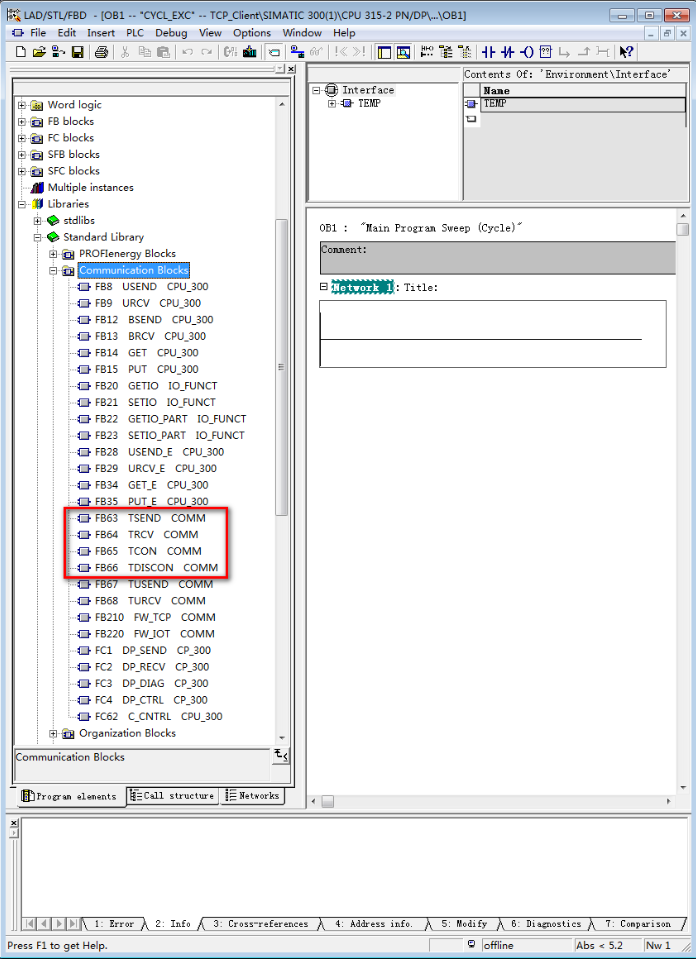 LAD/STL/FBD - [OB1 -- "CYCL_EXC" -- TCP_Client\SIMATIC 300(1)\CPU 315-2 PN/DP\...\OB1]
File Edit Insert PLC Debug View Options Window Help
Word logic
FB blocks
FC blocks
SFB blocks
SFC blocks
Multiple instances
Libraries
stdlibs
Standard Library
PROFIenergy Blocks
Communication Blocks
FB8 USEND CPU_300
FB9 URCV CPU_300
FB12 BSEND CPU_300
FB13 BRCV CPU_300
FB14 GET CPU_300
FB15 PUT CPU_300
FB20 GETIO IO_FUNCT
FB21 SETIO IO_FUNCT
FB22 GETIO_PART IO_FUNCT
FB23 SETIO_PART IO_FUNCT
FB28 USEND_E CPU_300
FB29 URCV_E CPU_300
FB34 GET_E CPU_300
FB35 PUT_E CPU_300
FB63 TSEND COMM
FB64 TRCV COMM
FB65 TCON COMM
FB66 TDISCON COMM
FB67 TUSEND COMM
FB68 TURCV COMM
FB210 FW_TCP COMM
FB220 FW_IOT COMM
FC1 DP_SEND CP_300
FC2 DP_RECV CP_300
FC3 DP_DIAG CP_300
FC4 DP_CTRL CP_300
FC62 C_CNTRL CPU_300
Organization Blocks
Communication Blocks
Program elements Call structure Networks
Interface
TEMP
Contents Of: 'Environment\Interface'
Name
TEMP
OB1 : "Main Program Sweep (Cycle)"
Comment:
Network 1: Title:
1: Error 2: Info 3: Cross-references 4: Address info. 5: Modify 6: Diagnostics 7: Comparison
Press F1 to get Help. offline Abs < 5.2 Nw 1